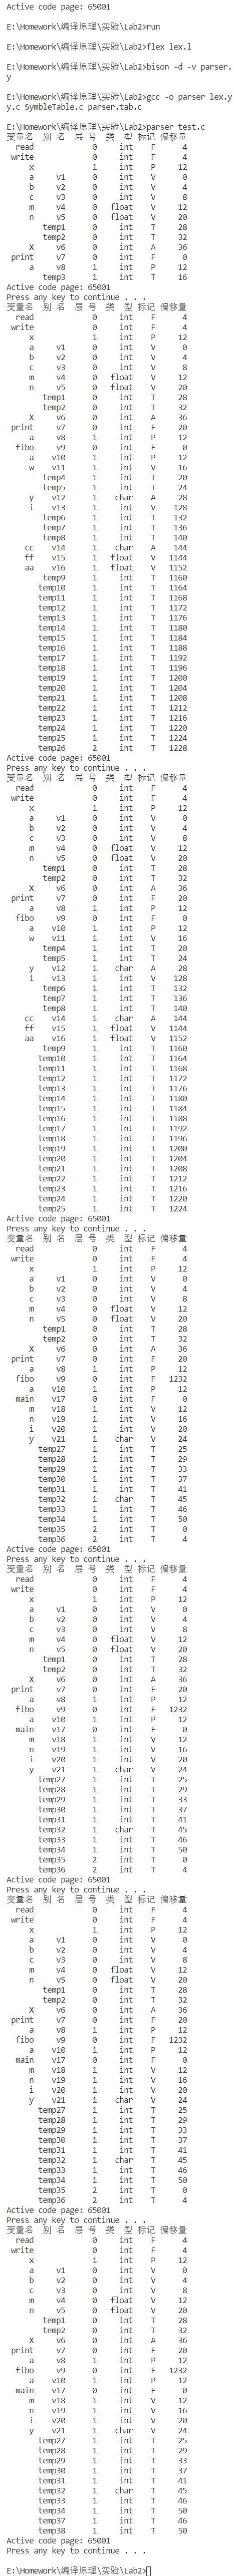 Active code page: 65001
E:\Homework\编译原理\实验\Lab2>run
E:\Homework\编译原理\实验\Lab2>flex lex.l
E:\Homework\编译原理\实验\Lab2>bison -d -v parser.
y
E:\Homework\编译原理\实验\Lab2>gcc -o parser lex.y
y.c SymbleTable.c parser.tab.c
E:\Homework\编译原理\实验\Lab2>parser test.c
变量名 别 名 层 号 类 型 标记 偏移量
read 0 int F 4
write 0 int F 4
x 1 int P 12
a v1 0 int V 0
b v2 0 int V 4
c v3 0 int V 8
m v4 0 float V 12
n v5 0 float V 20
temp1 0 int T 28
temp2 0 int T 32
X v6 0 int A 36
print v7 0 int F 0
a v8 1 int P 12
temp3 1 int T 16
Active code page: 65001
Press any key to continue . . .
变量名 别 名 层 号 类 型 标记 偏移量
read 0 int F 4
write 0 int F 4
x 1 int P 12
a v1 0 int V 0
b v2 0 int V 4
c v3 0 int V 8
m v4 0 float V 12
n v5 0 float V 20
temp1 0 int T 28
temp2 0 int T 32
X v6 0 int A 36
print v7 0 int F 20
a v8 1 int P 12
fibo v9 0 int F 0
a v10 1 int P 12
w v11 1 int V 16
temp4 1 int T 20
temp5 1 int T 24
y v12 1 char A 28
i v13 1 int V 128
temp6 1 int T 132
temp7 1 int T 136
temp8 1 int T 140
cc v14 1 char A 144
ff v15 1 float V 1144
aa v16 1 float V 1152
temp9 1 int T 1160
temp10 1 int T 1164
temp11 1 int T 1168
temp12 1 int T 1172
temp13 1 int T 1176
temp14 1 int T 1180
temp15 1 int T 1184
temp16 1 int T 1188
temp17 1 int T 1192
temp18 1 int T 1196
temp19 1 int T 1200
temp20 1 int T 1204
temp21 1 int T 1208
temp22 1 int T 1212
temp23 1 int T 1216
temp24 1 int T 1220
temp25 1 int T 1224
temp26 2 int T 1228
Active code page: 65001
Press any key to continue . . .
变量名 别 名 层 号 类 型 标记 偏移量
read 0 int F 4
write 0 int F 4
x 1 int P 12
a v1 0 int V 0
b v2 0 int V 4
c v3 0 int V 8
m v4 0 float V 12
n v5 0 float V 20
temp1 0 int T 28
temp2 0 int T 32
X v6 0 int A 36
print v7 0 int F 20
a v8 1 int P 12
fibo v9 0 int F 0
a v10 1 int P 12
w v11 1 int V 16
temp4 1 int T 20
temp5 1 int T 24
y v12 1 char A 28
i v13 1 int V 128
temp6 1 int T 132
temp7 1 int T 136
temp8 1 int T 140
cc v14 1 char A 144
ff v15 1 float V 1144
aa v16 1 float V 1152
temp9 1 int T 1160
temp10 1 int T 1164
temp11 1 int T 1168
temp12 1 int T 1172
temp13 1 int T 1176
temp14 1 int T 1180
temp15 1 int T 1184
temp16 1 int T 1188
temp17 1 int T 1192
temp18 1 int T 1196
temp19 1 int T 1200
temp20 1 int T 1204
temp21 1 int T 1208
temp22 1 int T 1212
temp23 1 int T 1216
temp24 1 int T 1220
temp25 1 int T 1224
Active code page: 65001
Press any key to continue . . .
变量名 别 名 层 号 类 型 标记 偏移量
read 0 int F 4
write 0 int F 4
x 1 int P 12
a v1 0 int V 0
b v2 0 int V 4
c v3 0 int V 8
m v4 0 float V 12
n v5 0 float V 20
temp1 0 int T 28
temp2 0 int T 32
X v6 0 int A 36
print v7 0 int F 20
a v8 1 int P 12
fibo v9 0 int F 1232
a v10 1 int P 12
main v17 0 int F 0
m v18 1 int V 12
n v19 1 int V 16
i v20 1 int V 20
y v21 1 char V 24
temp27 1 int T 25
temp28 1 int T 29
temp29 1 int T 33
temp30 1 int T 37
temp31 1 int T 41
temp32 1 char T 45
temp33 1 int T 46
temp34 1 int T 50
temp35 2 int T 0
temp36 2 int T 4
Active code page: 65001
Press any key to continue . . .
变量名 别 名 层 号 类 型 标记 偏移量
read 0 int F 4
write 0 int F 4
x 1 int P 12
a v1 0 int V 0
b v2 0 int V 4
c v3 0 int V 8
m v4 0 float V 12
n v5 0 float V 20
temp1 0 int T 28
temp2 0 int T 32
X v6 0 int A 36
print v7 0 int F 20
a v8 1 int P 12
fibo v9 0 int F 1232
a v10 1 int P 12
main v17 0 int F 0
m v18 1 int V 12
n v19 1 int V 16
i v20 1 int V 20
y v21 1 char V 24
temp27 1 int T 25
temp28 1 int T 29
temp29 1 int T 33
temp30 1 int T 37
temp31 1 int T 41
temp32 1 char T 45
temp33 1 int T 46
temp34 1 int T 50
temp35 2 int T 0
temp36 2 int T 4
Active code page: 65001
Press any key to continue . . .
变量名 别 名 层 号 类 型 标记 偏移量
read 0 int F 4
write 0 int F 4
x 1 int P 12
a v1 0 int V 0
b v2 0 int V 4
c v3 0 int V 8
m v4 0 float V 12
n v5 0 float V 20
temp1 0 int T 28
temp2 0 int T 32
X v6 0 int A 36
print v7 0 int F 20
a v8 1 int P 12
fibo v9 0 int F 1232
a v10 1 int P 12
main v17 0 int F 0
m v18 1 int V 12
n v19 1 int V 16
i v20 1 int V 20
y v21 1 char V 24
temp27 1 int T 25
temp28 1 int T 29
temp29 1 int T 33
temp30 1 int T 37
temp31 1 int T 41
temp32 1 char T 45
temp33 1 int T 46
temp34 1 int T 50
temp35 2 int T 0
temp36 2 int T 4
Active code page: 65001
Press any key to continue . . .
变量名 别 名 层 号 类 型 标记 偏移量
read 0 int F 4
write 0 int F 4
x 1 int P 12
a v1 0 int V 0
b v2 0 int V 4
c v3 0 int V 8
m v4 0 float V 12
n v5 0 float V 20
temp1 0 int T 28
temp2 0 int T 32
X v6 0 int A 36
print v7 0 int F 20
a v8 1 int P 12
fibo v9 0 int F 1232
a v10 1 int P 12
main v17 0 int F 0
m v18 1 int V 12
n v19 1 int V 16
i v20 1 int V 20
y v21 1 char V 24
temp27 1 int T 25
temp28 1 int T 29
temp29 1 int T 33
temp30 1 int T 37
temp31 1 int T 41
temp32 1 char T 45
temp33 1 int T 46
temp34 1 int T 50
temp37 1 int T 46
temp38 1 int T 50
Active code page: 65001
Press any key to continue . . .
E:\Homework\编译原理\实验\Lab2>